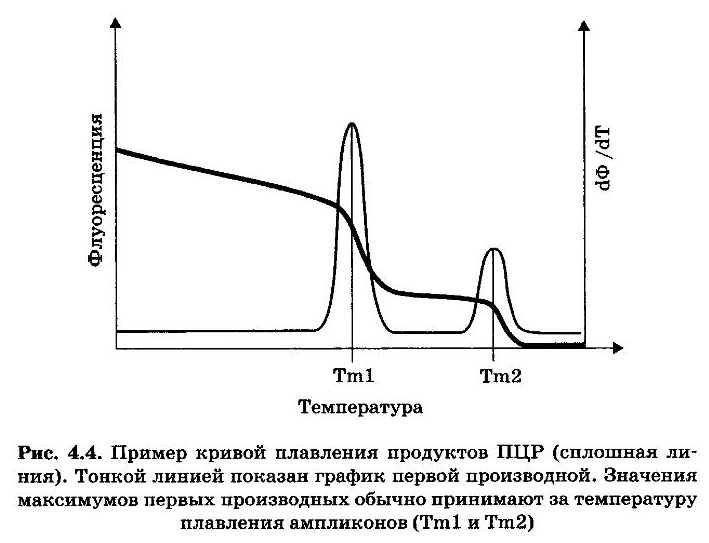 Флуоресценция
dФ/dT
Tm1
Tm2
Температура
Рис. 4.4. Пример кривой плавления продуктов ПЦР (сплошная ли-
ния). Тонкой линией показан график первой производной. Значения
максимумов первых производных обычно принимают за температуру
плавления ампликонов (Tm1 и Tm2)